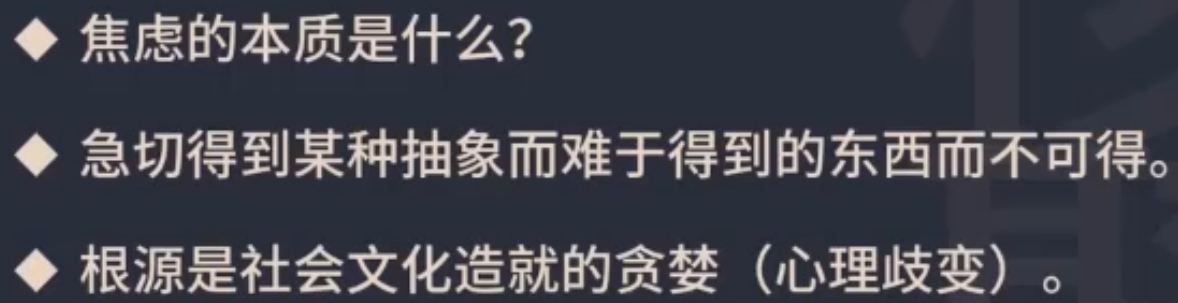 ◆ 焦虑的本质是什么？
◆ 急切得到某种抽象而难于得到的东西而不可得。
◆ 根源是社会文化造就的贪婪（心理歧变）。